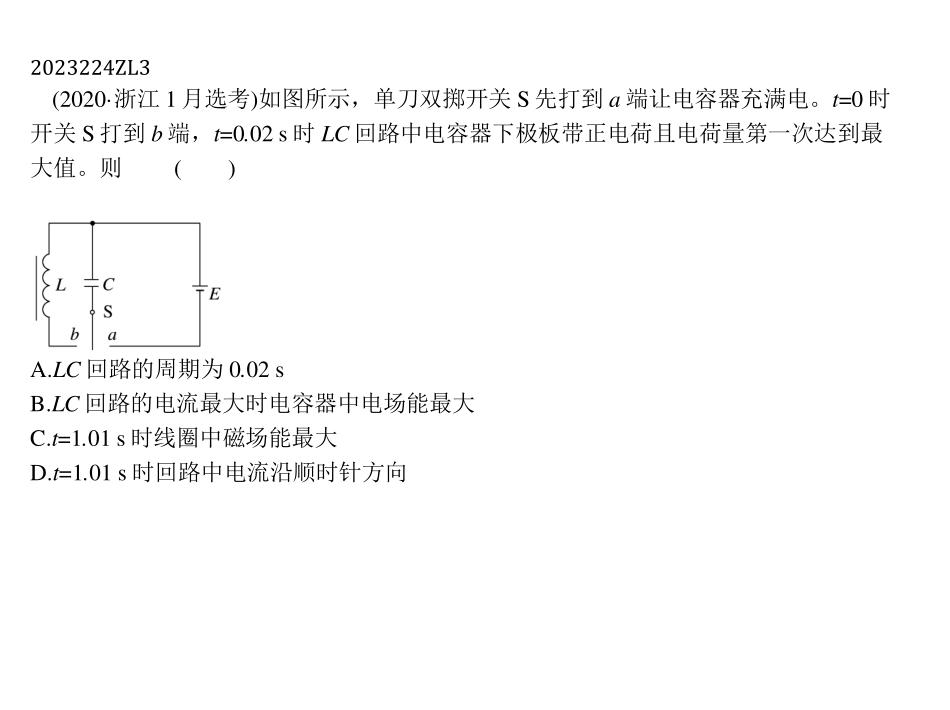 2023224ZL3
(2020·浙江 1 月选考)如图所示，单刀双掷开关 S 先打到 a 端让电容器充满电。t=0 时
开关 S 打到 b 端，t=0.02 s 时 LC 回路中电容器下极板带正电荷且电荷量第一次达到最
大值。则 ( )
L
C
E
S
b a
A.LC 回路的周期为 0.02 s
B.LC 回路的电流最大时电容器中电场能最大
C.t=1.01 s 时线圈中磁场能最大
D.t=1.01 s 时回路中电流沿顺时针方向